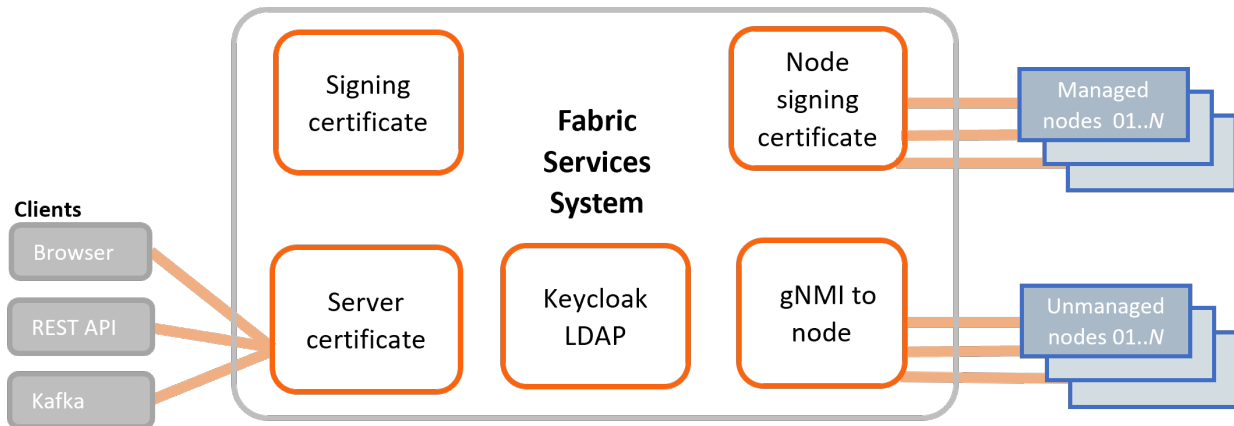 Signing
certificate
Fabric
Services
System
Node
signing
certificate
Managed
nodes 01..N
Clients
Browser
REST API
Kafka
Server
certificate
Keycloak
LDAP
gNMI to
node
Unmanaged
nodes 01..N